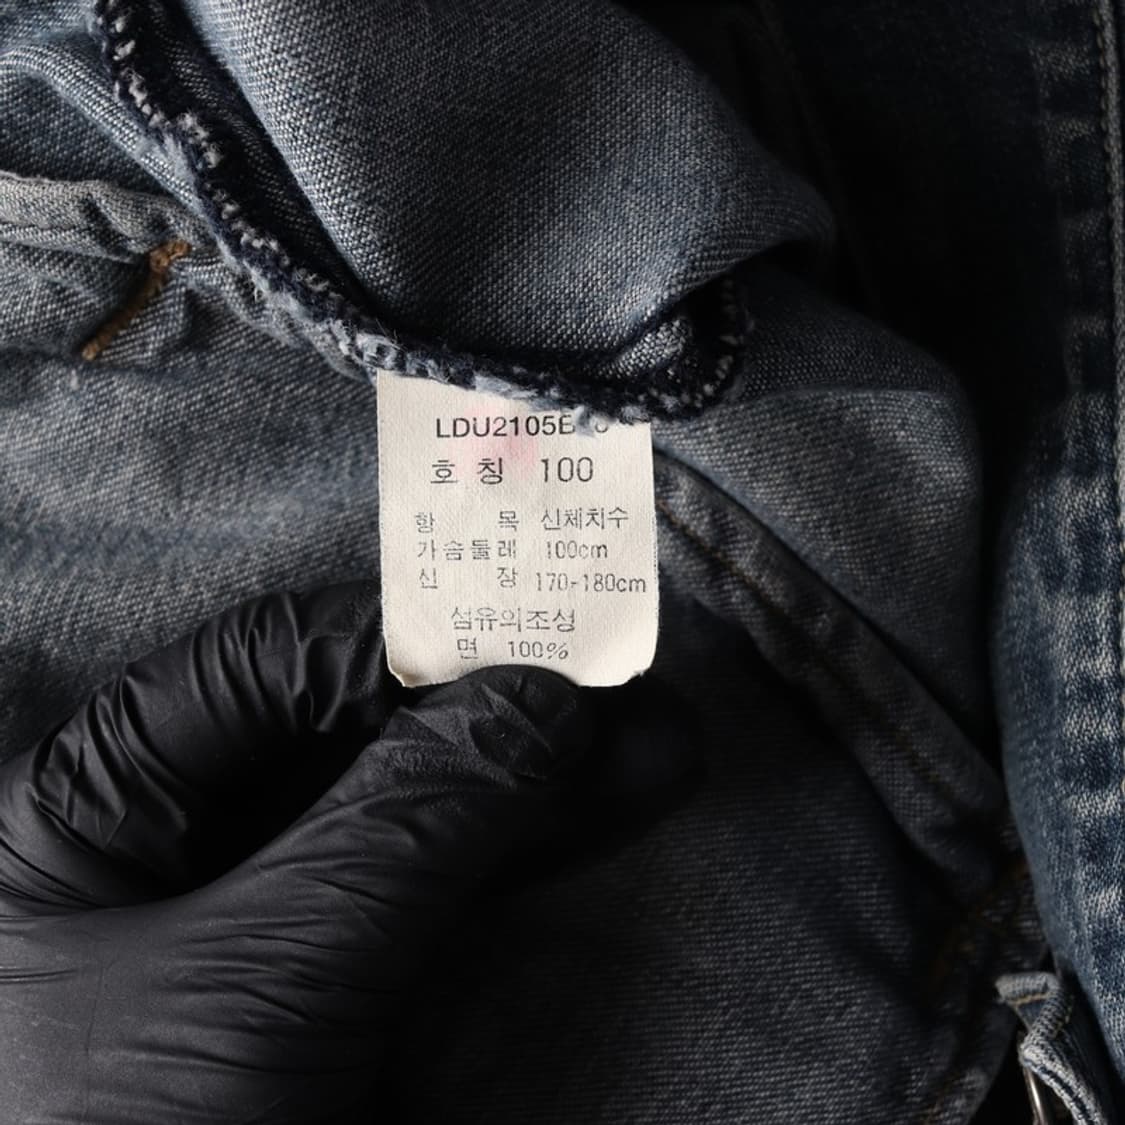 호 칭 100
항 목 신체치수
가슴둘레 100cm
신 장 170-180cm
섬유의조성
면 100%